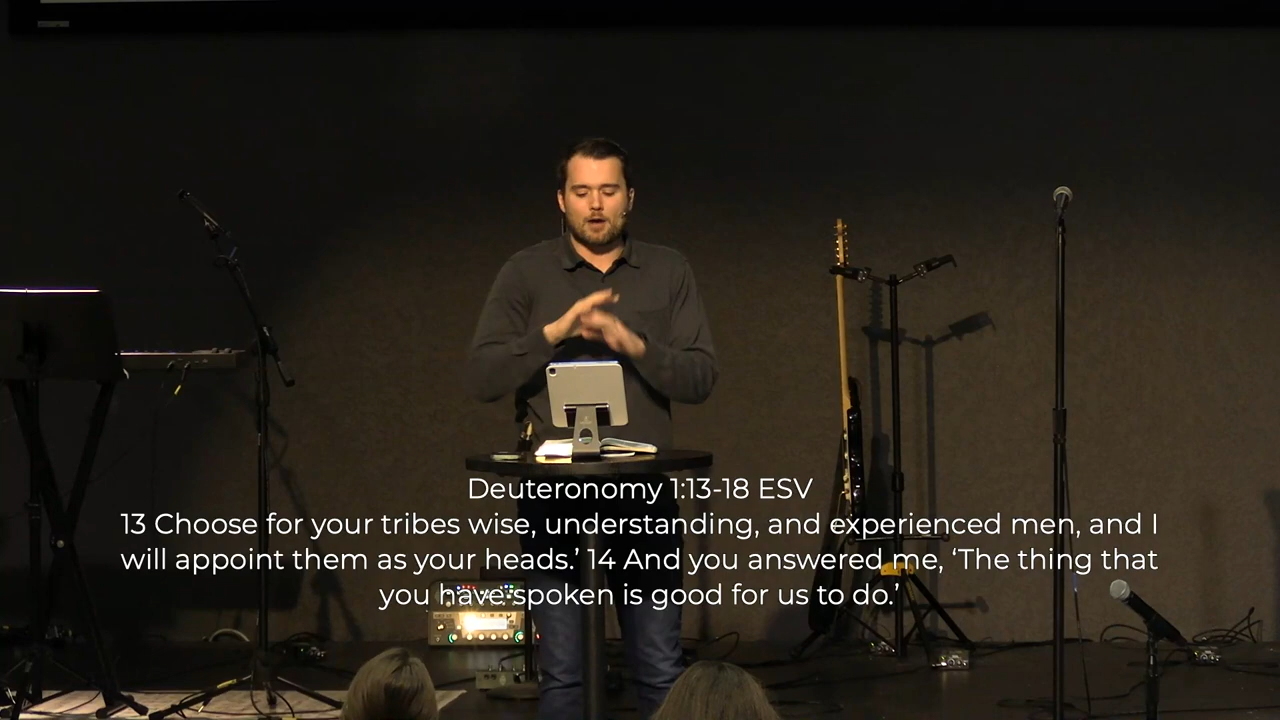 Deuteronomy 1:13-18 ESV
13 Choose for your tribes wise, understanding, and experienced men, and I
will appoint them as your heads.’ 14 And you answered me, ‘The thing that
you have spoken is good for us to do.’